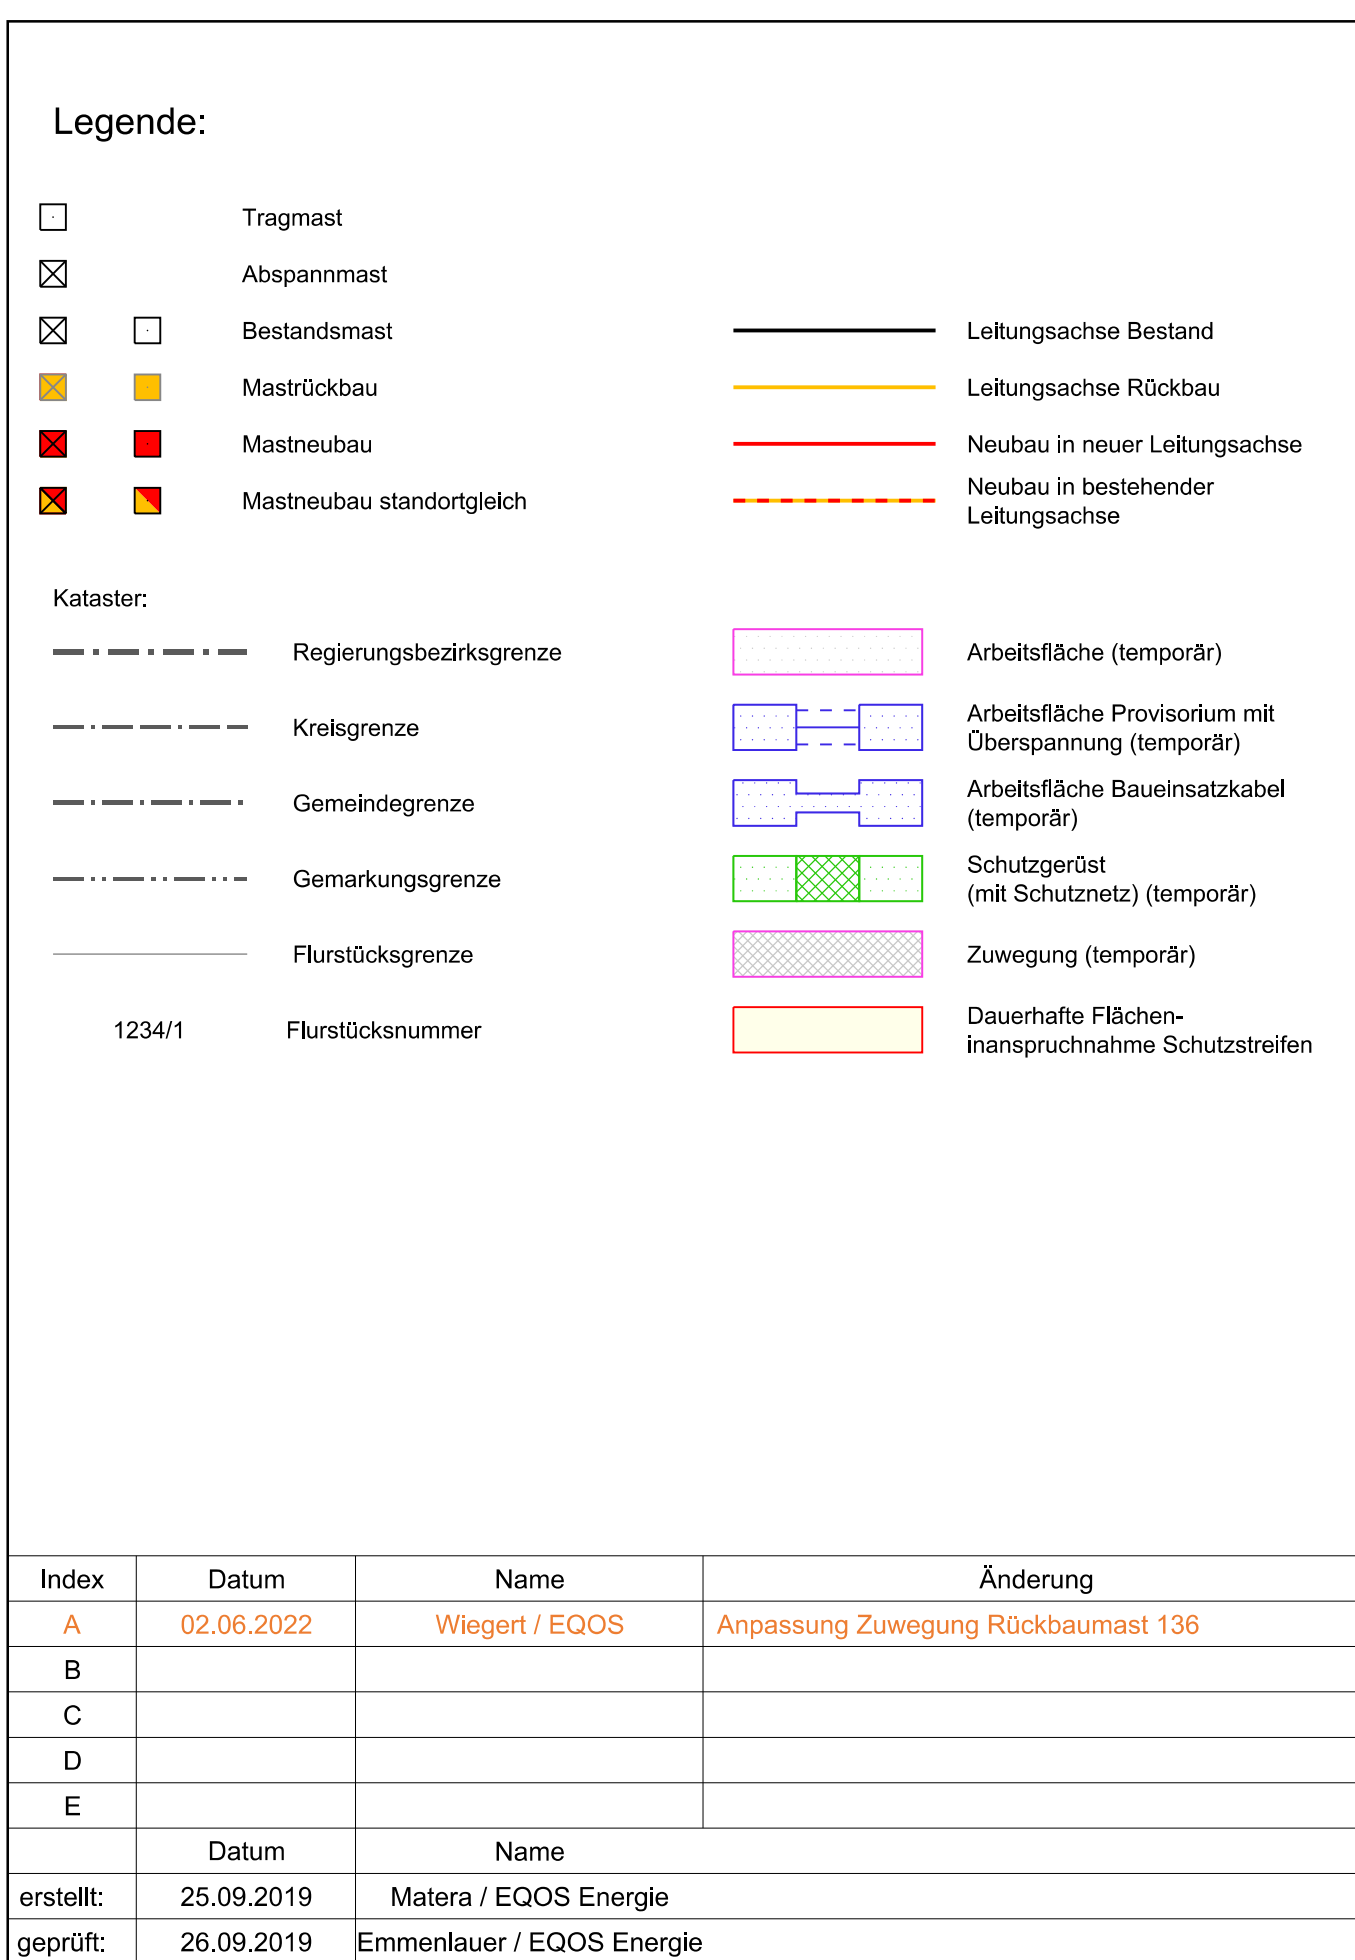 Legende:
Tragmast
Abspannmast
Bestandsmast
Leitungsachse Bestand
Mastrückbau
Leitungsachse Rückbau
Mastneubau
Neubau in neuer Leitungsachse
Mastneubau standortgleich
Neubau in bestehender
Leitungsachse
Kataster:
Regierungsbezirksgrenze
Arbeitsfläche (temporär)
Kreisgrenze
Arbeitsfläche Provisorium mit
Überspannung (temporär)
Gemeindegrenze
Arbeitsfläche Baueinsatzkabel
(temporär)
Gemarkungsgrenze
Schutzgerüst
(mit Schutznetz) (temporär)
Flurstücksgrenze
Zuwegung (temporär)
1234/1 Flurstücksnummer
Dauerhafte Flächen-
inanspruchnahme Schutzstreifen
Index Datum Name Änderung
A 02.06.2022 Wiegert / EQOS Anpassung Zuwegung Rückbaumast 136
B
C
D
E
Datum Name
erstellt: 25.09.2019 Matera / EQOS Energie
geprüft: 26.09.2019 Emmenlauer / EQOS Energie